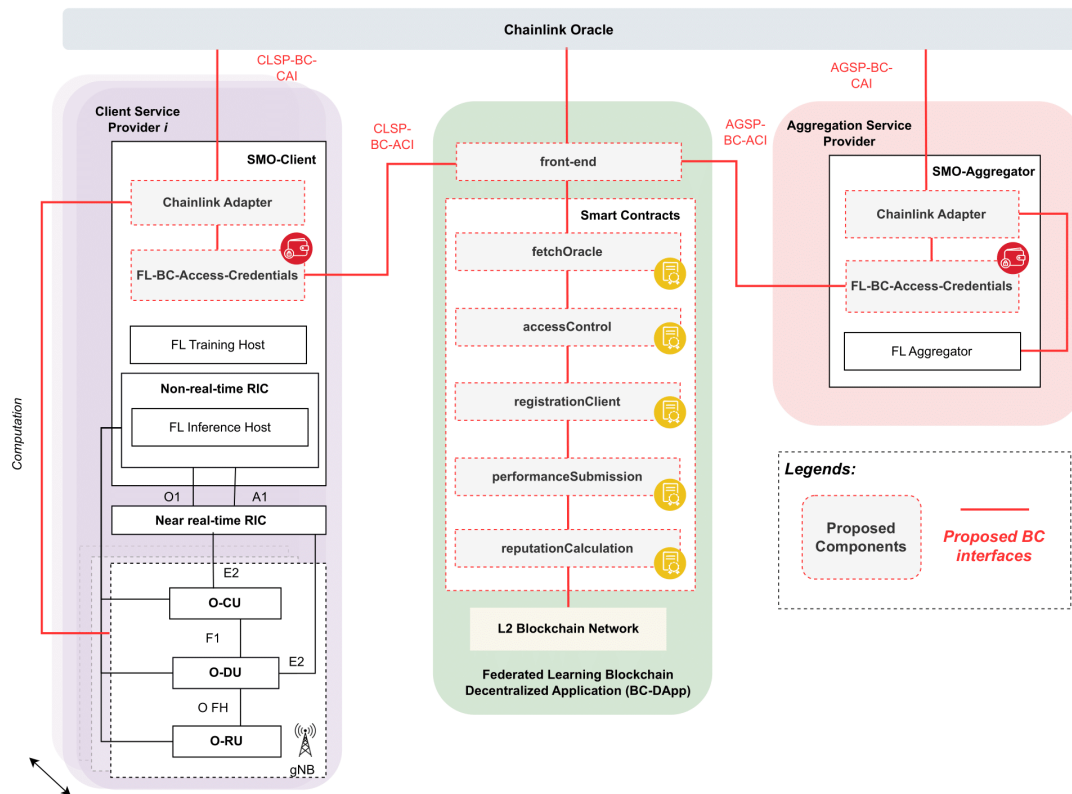 Chainlink Oracle
CLSP-BC-
CAI
AGSP-BC-
CAI
Client Service
Provider i
SMO-Client
Chainlink Adapter
FL-BC-Access-Credentials
FL Training Host
Non-real-time RIC
FL Inference Host
O1
A1
Near real-time RIC
E2
O-CU
F1
E2
O-DU
O FH
O-RU
gNB
Computation
CLSP-
BC-ACI
AGSP-
BC-ACI
front-end
Smart Contracts
fetchOracle
accessControl
registrationClient
performanceSubmission
reputationCalculation
L2 Blockchain Network
Federated Learning Blockchain
Decentralized Application (BC-DApp)
Aggregation Service
Provider
SMO-Aggregator
Chainlink Adapter
FL-BC-Access-Credentials
FL Aggregator
Legends:
Proposed
Components
Proposed BC
interfaces